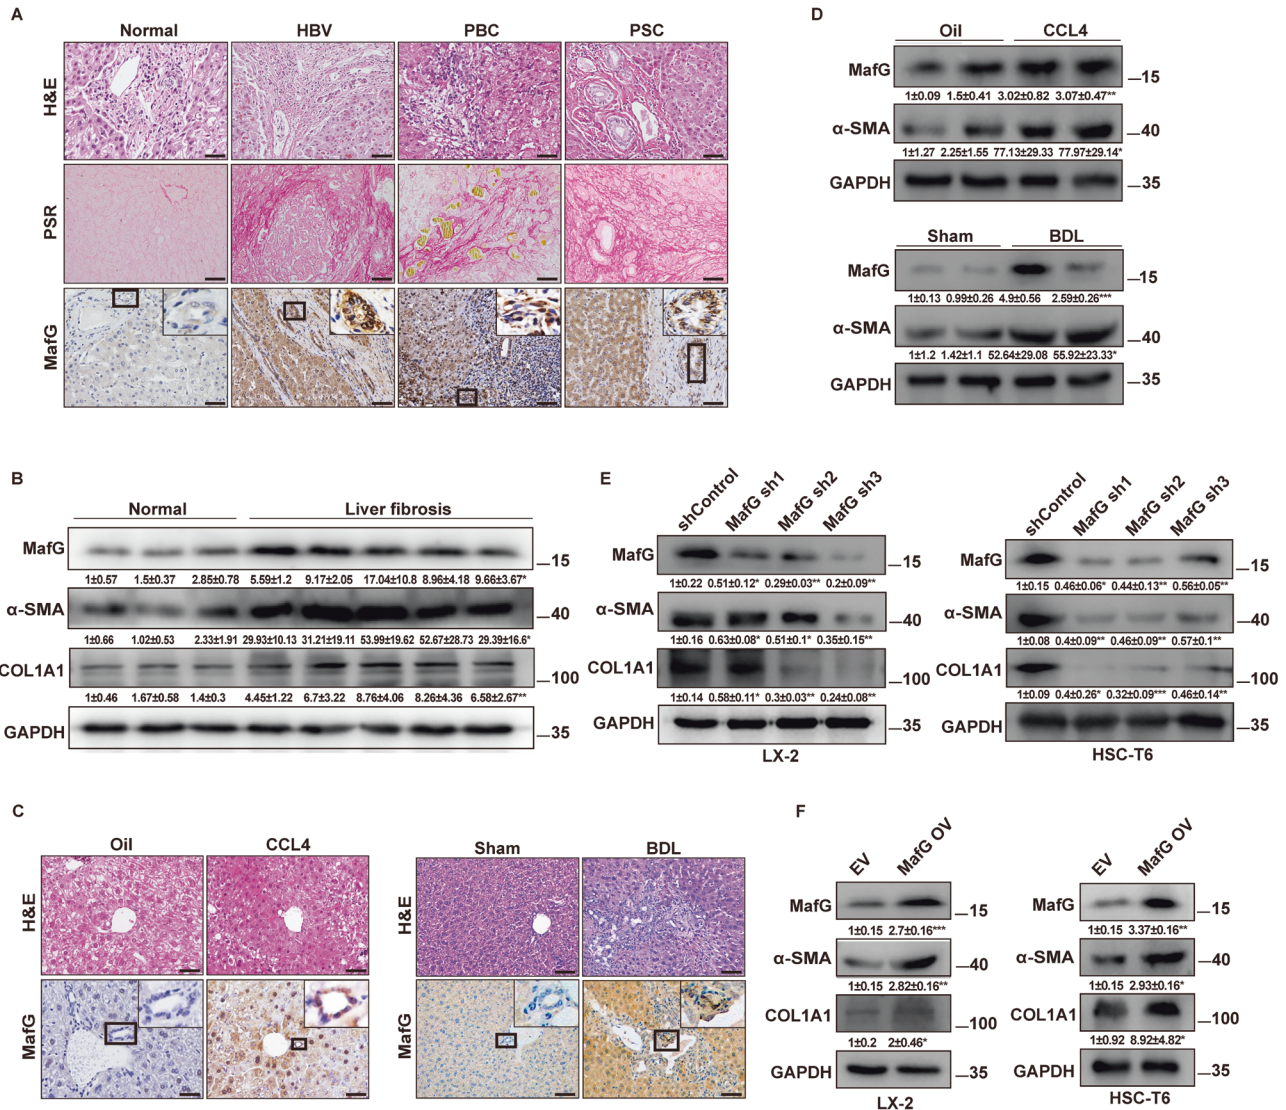 A
Normal HBV PBC PSC
H&E
PSR
MafG
B
Normal Liver fibrosis
MafG
15
1±0.57 1.5±0.37 2.85±0.78 5.59±1.2 9.17±2.05 17.04±10.8 8.96±4.18 9.66±3.67*
α-SMA
40
1±0.66 1.02±0.53 2.33±1.91 29.93±10.13 31.21±19.11 53.99±19.62 52.67±28.73 29.39±16.6*
COL1A1
100
1±0.46 1.67±0.58 1.4±0.3 4.45±1.22 6.7±3.22 8.76±4.06 8.26±4.36 6.58±2.67**
GAPDH
35
C
Oil CCL4
H&E
MafG
Sham BDL
H&E
MafG
D
Oil CCL4
MafG
15
1±0.09 1.5±0.41 3.02±0.82 3.07±0.47**
α-SMA
40
1±1.27 2.25±1.55 77.13±29.33 77.97±29.14*
GAPDH
35
Sham BDL
MafG
15
1±0.13 0.99±0.26 4.9±0.56 2.59±0.26***
α-SMA
40
1±1.2 1.42±1.1 52.64±29.08 55.92±23.33*
GAPDH
35
E
shControl MafG sh1 MafG sh2 MafG sh3
MafG
15
1±0.22 0.51±0.12* 0.29±0.03** 0.2±0.09**
α-SMA
40
1±0.16 0.63±0.08* 0.51±0.1* 0.35±0.15**
COL1A1
100
1±0.14 0.58±0.11* 0.3±0.03** 0.24±0.08**
GAPDH
35
LX-2
shControl MafG sh1 MafG sh2 MafG sh3
MafG
15
1±0.15 0.46±0.06* 0.44±0.13** 0.56±0.05**
α-SMA
40
1±0.08 0.4±0.09** 0.46±0.09** 0.57±0.1**
COL1A1
100
1±0.09 0.4±0.26* 0.32±0.09*** 0.46±0.14**
GAPDH
35
HSC-T6
F
EV MafG OV
MafG
15
1±0.15 2.7±0.16***
α-SMA
40
1±0.15 2.82±0.16**
COL1A1
100
1±0.2 2±0.46*
GAPDH
35
LX-2
EV MafG OV
MafG
15
1±0.15 3.37±0.16**
α-SMA
40
1±0.15 2.93±0.16*
COL1A1
100
1±0.92 8.92±4.82*
GAPDH
35
HSC-T6